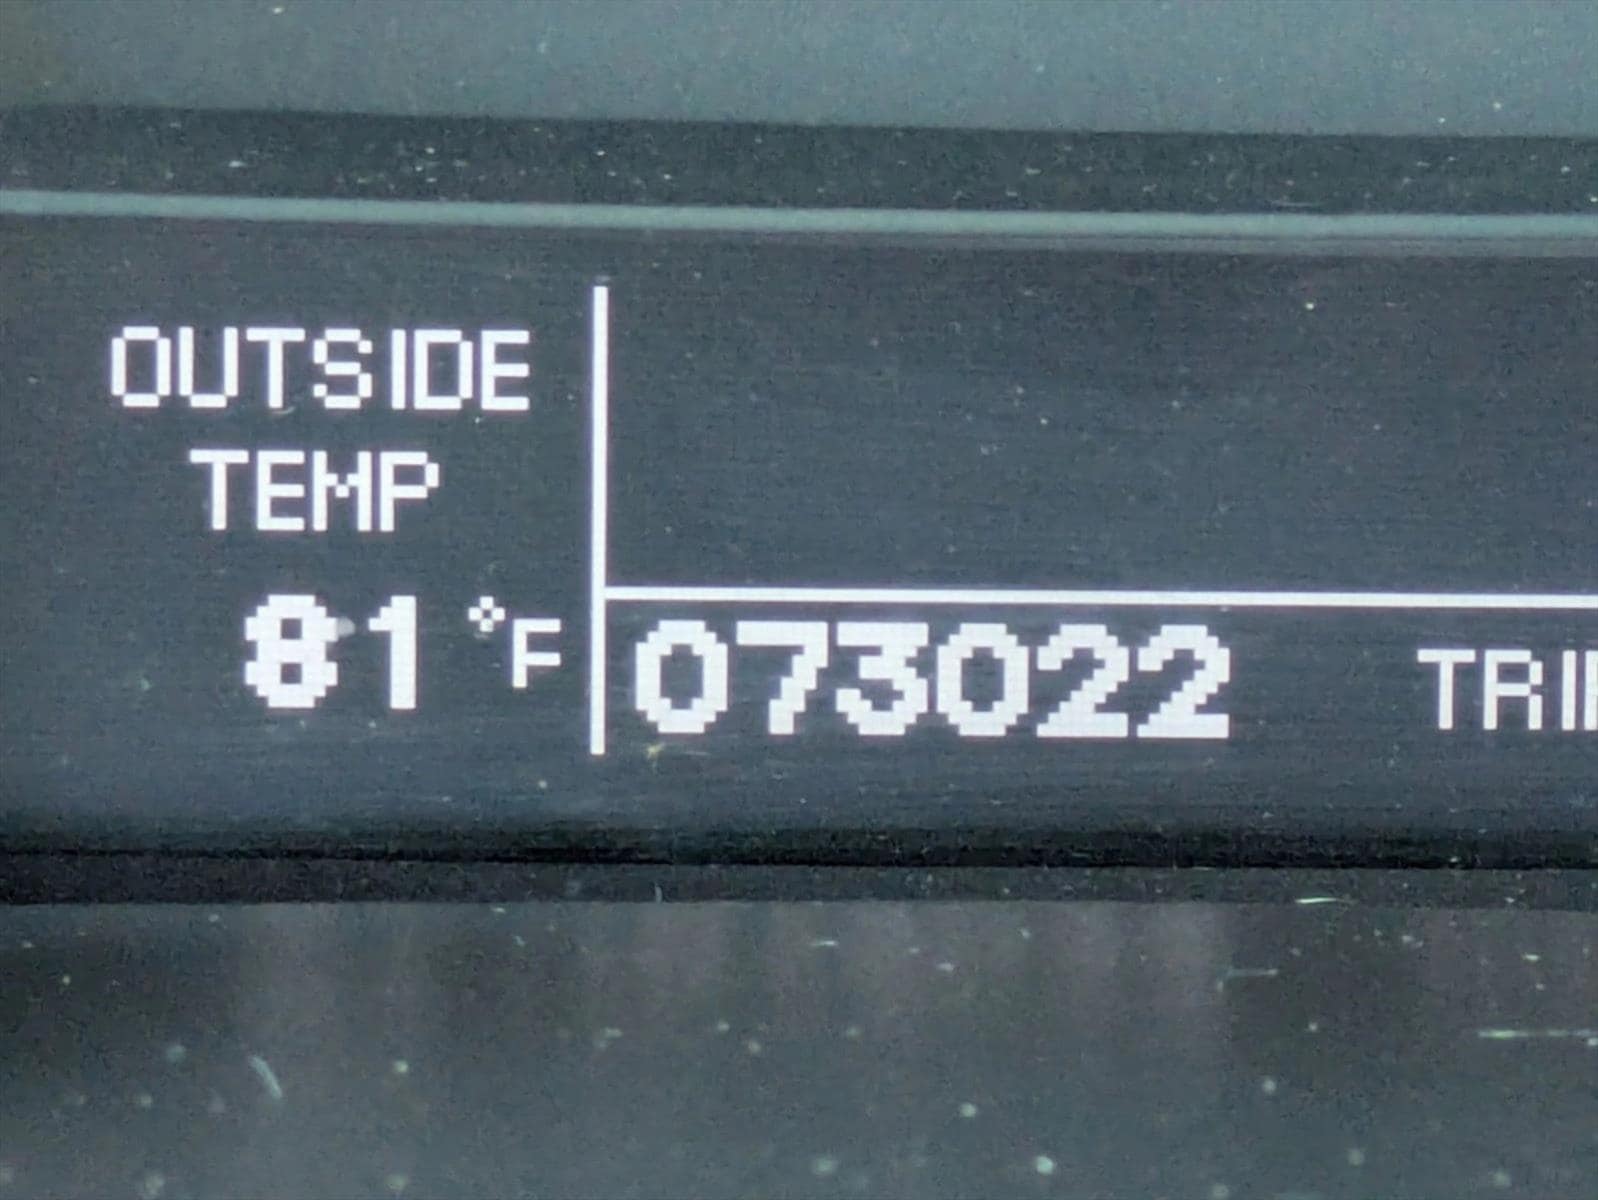 OUTSIDE
TEMP
81 °F
073022